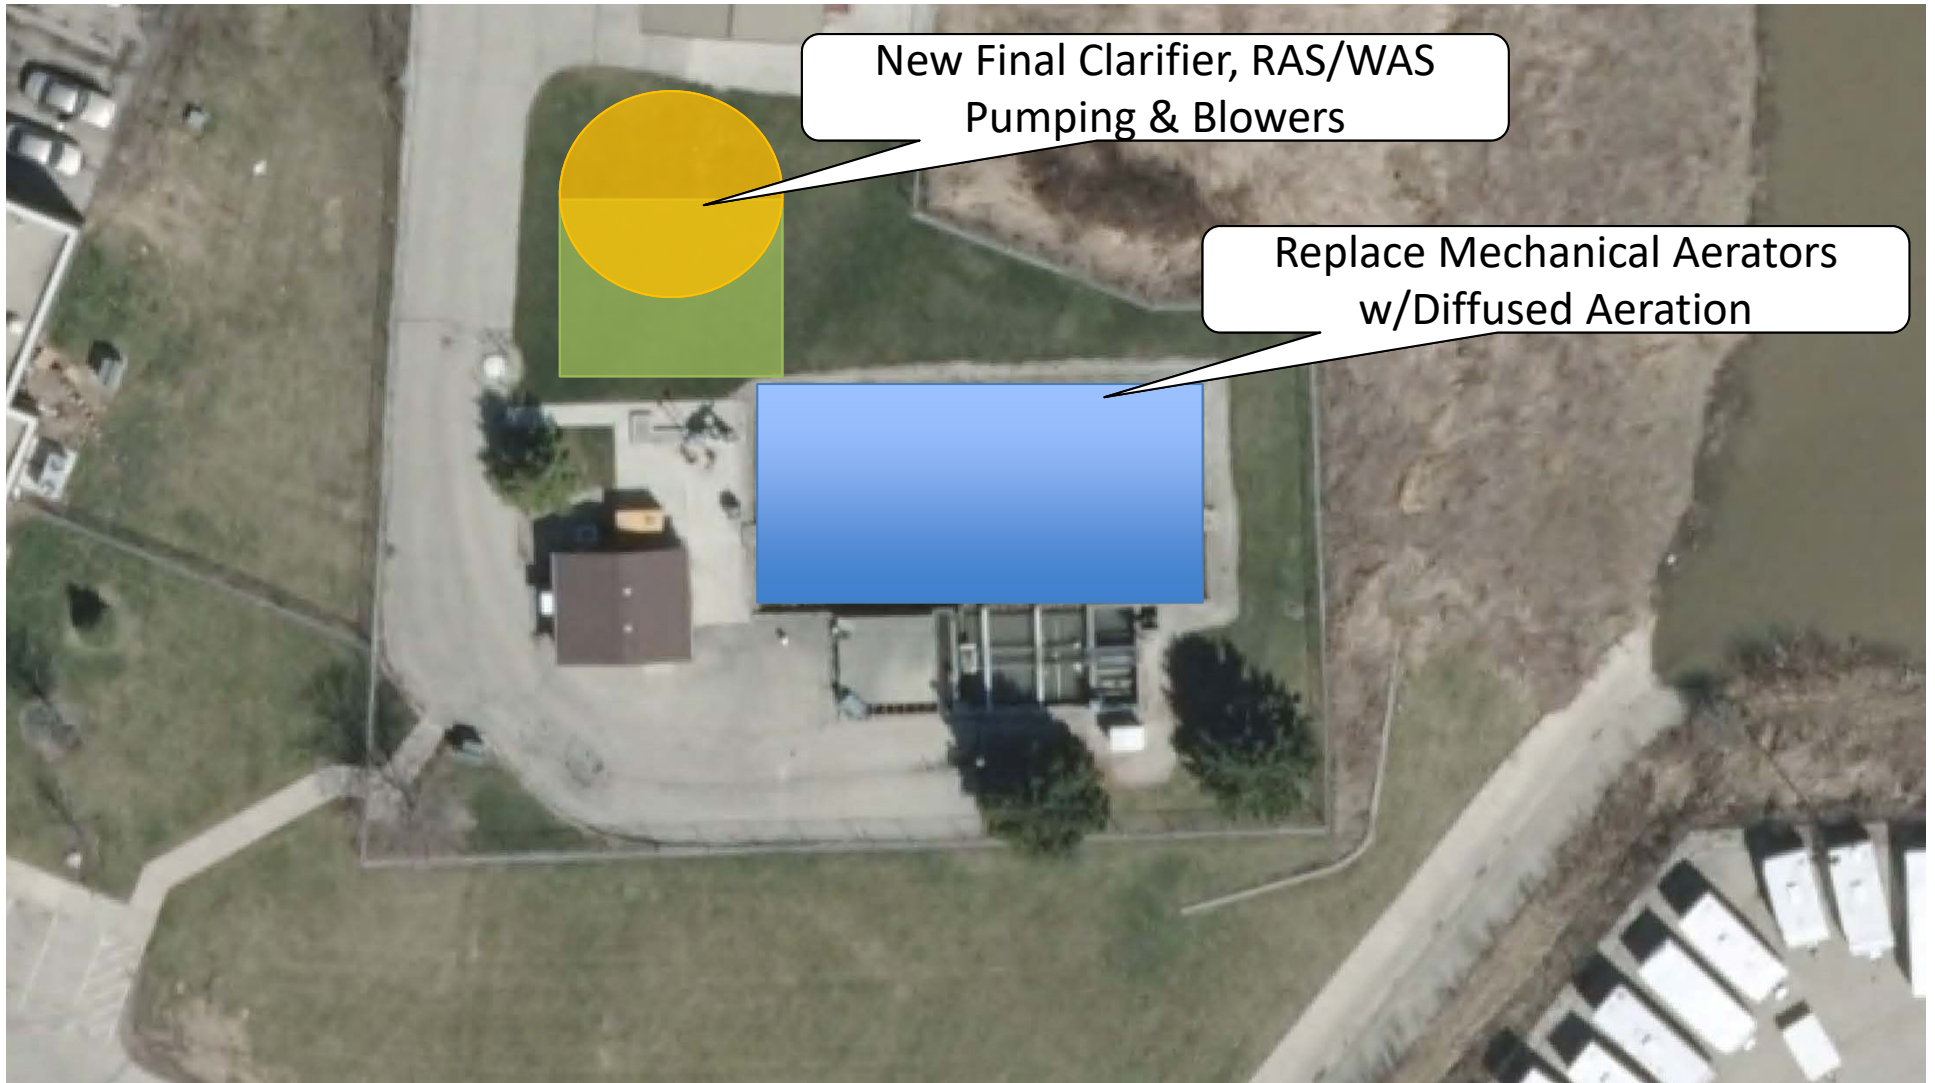 New Final Clarifier, RAS/WAS
Pumping & Blowers
Replace Mechanical Aerators
w/Diffused Aeration